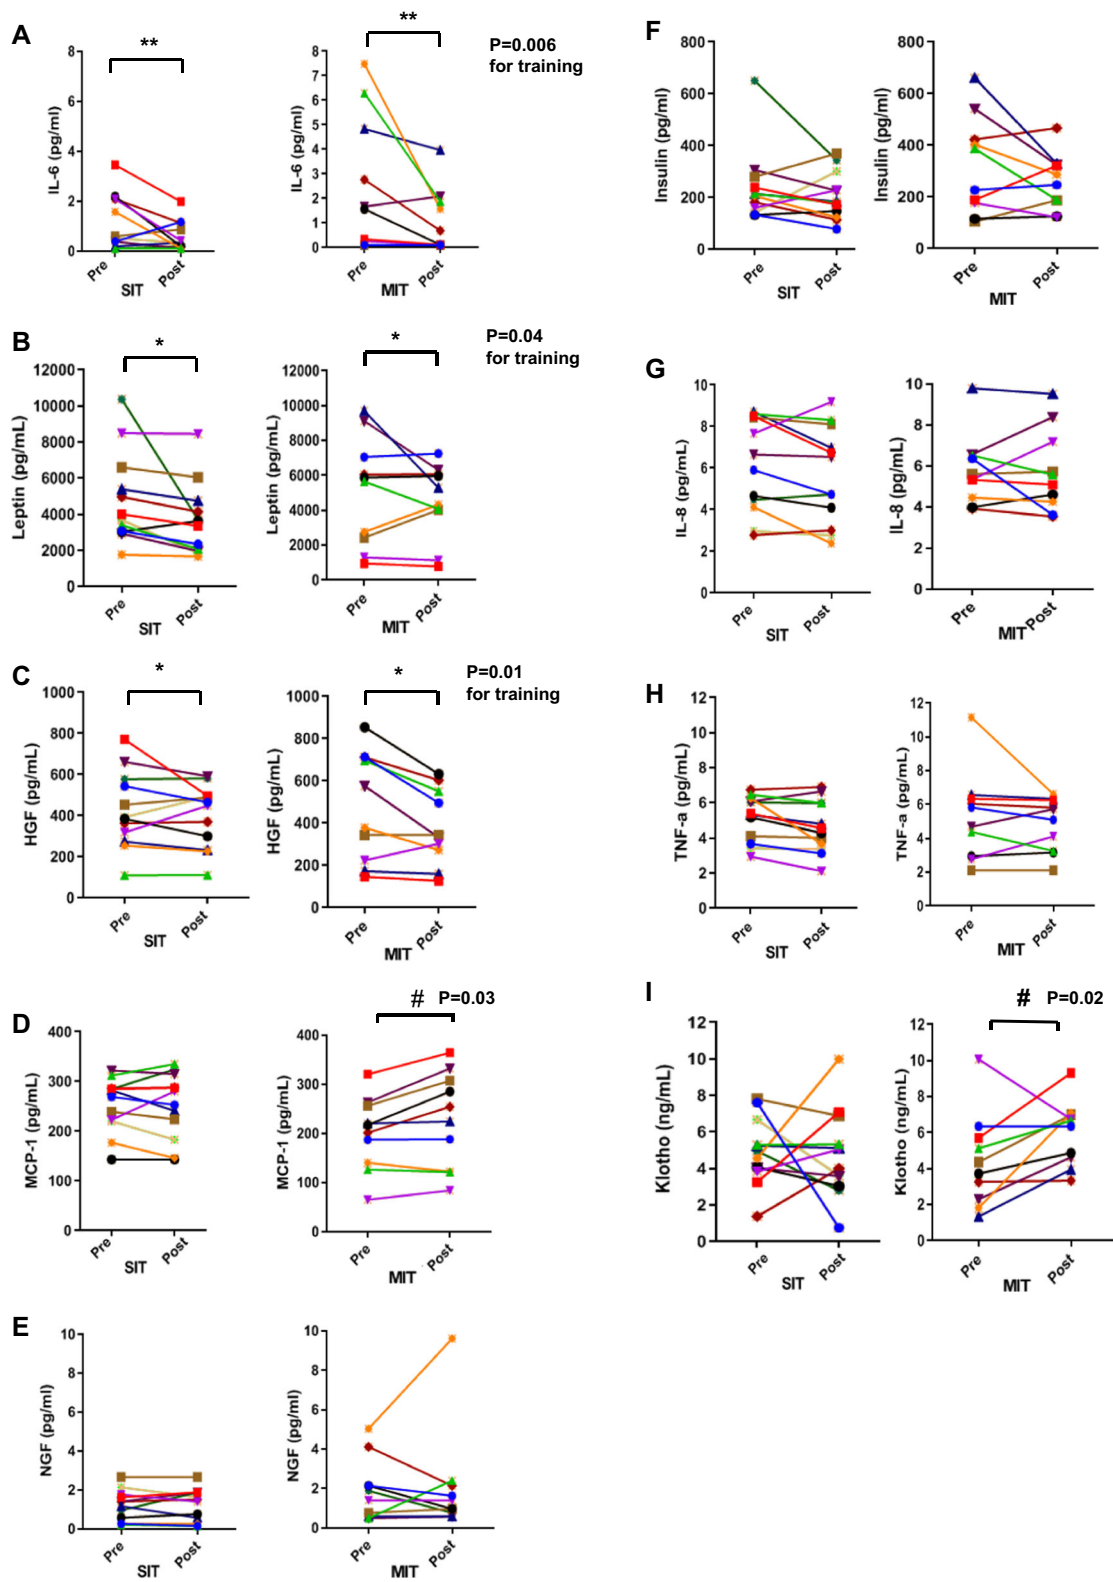 A
**
**
P=0.006
for training
IL-6 (pg/ml)
8
6
4
2
0
Pre
Post
SIT
IL-6 (pg/ml)
8
7
6
5
4
3
2
1
0
Pre
Post
MIT
B
*
*
P=0.04
for training
Leptin (pg/mL)
12000
10000
8000
6000
4000
2000
0
Pre
Post
SIT
Leptin (pg/mL)
12000
10000
8000
6000
4000
2000
0
Pre
Post
MIT
C
*
*
P=0.01
for training
HGF (pg/mL)
1000
800
600
400
200
0
Pre
Post
SIT
HGF (pg/mL)
1000
800
600
400
200
0
Pre
Post
MIT
D
# P=0.03
MCP-1 (pg/mL)
400
300
200
100
0
Pre
Post
SIT
MCP-1 (pg/mL)
400
300
200
100
0
Pre
Post
MIT
E
NGF (pg/ml)
10
8
6
4
2
0
Pre
Post
SIT
NGF (pg/ml)
10
8
6
4
2
0
Pre
Post
MIT
F
Insulin (pg/ml)
800
600
400
200
0
Pre
Post
SIT
Insulin (pg/ml)
800
600
400
200
0
Pre
Post
MIT
G
IL-8 (pg/mL)
10
8
6
4
2
0
Pre
Post
SIT
IL-8 (pg/mL)
10
8
6
4
2
0
Pre
Post
MIT
H
TNF-a (pg/mL)
12
10
8
6
4
2
0
Pre
Post
SIT
TNF-a (pg/mL)
12
10
8
6
4
2
0
Pre
Post
MIT
I
# P=0.02
Klotho (ng/mL)
12
10
8
6
4
2
0
Pre
Post
SIT
Klotho (ng/mL)
12
10
8
6
4
2
0
Pre
Post
MIT